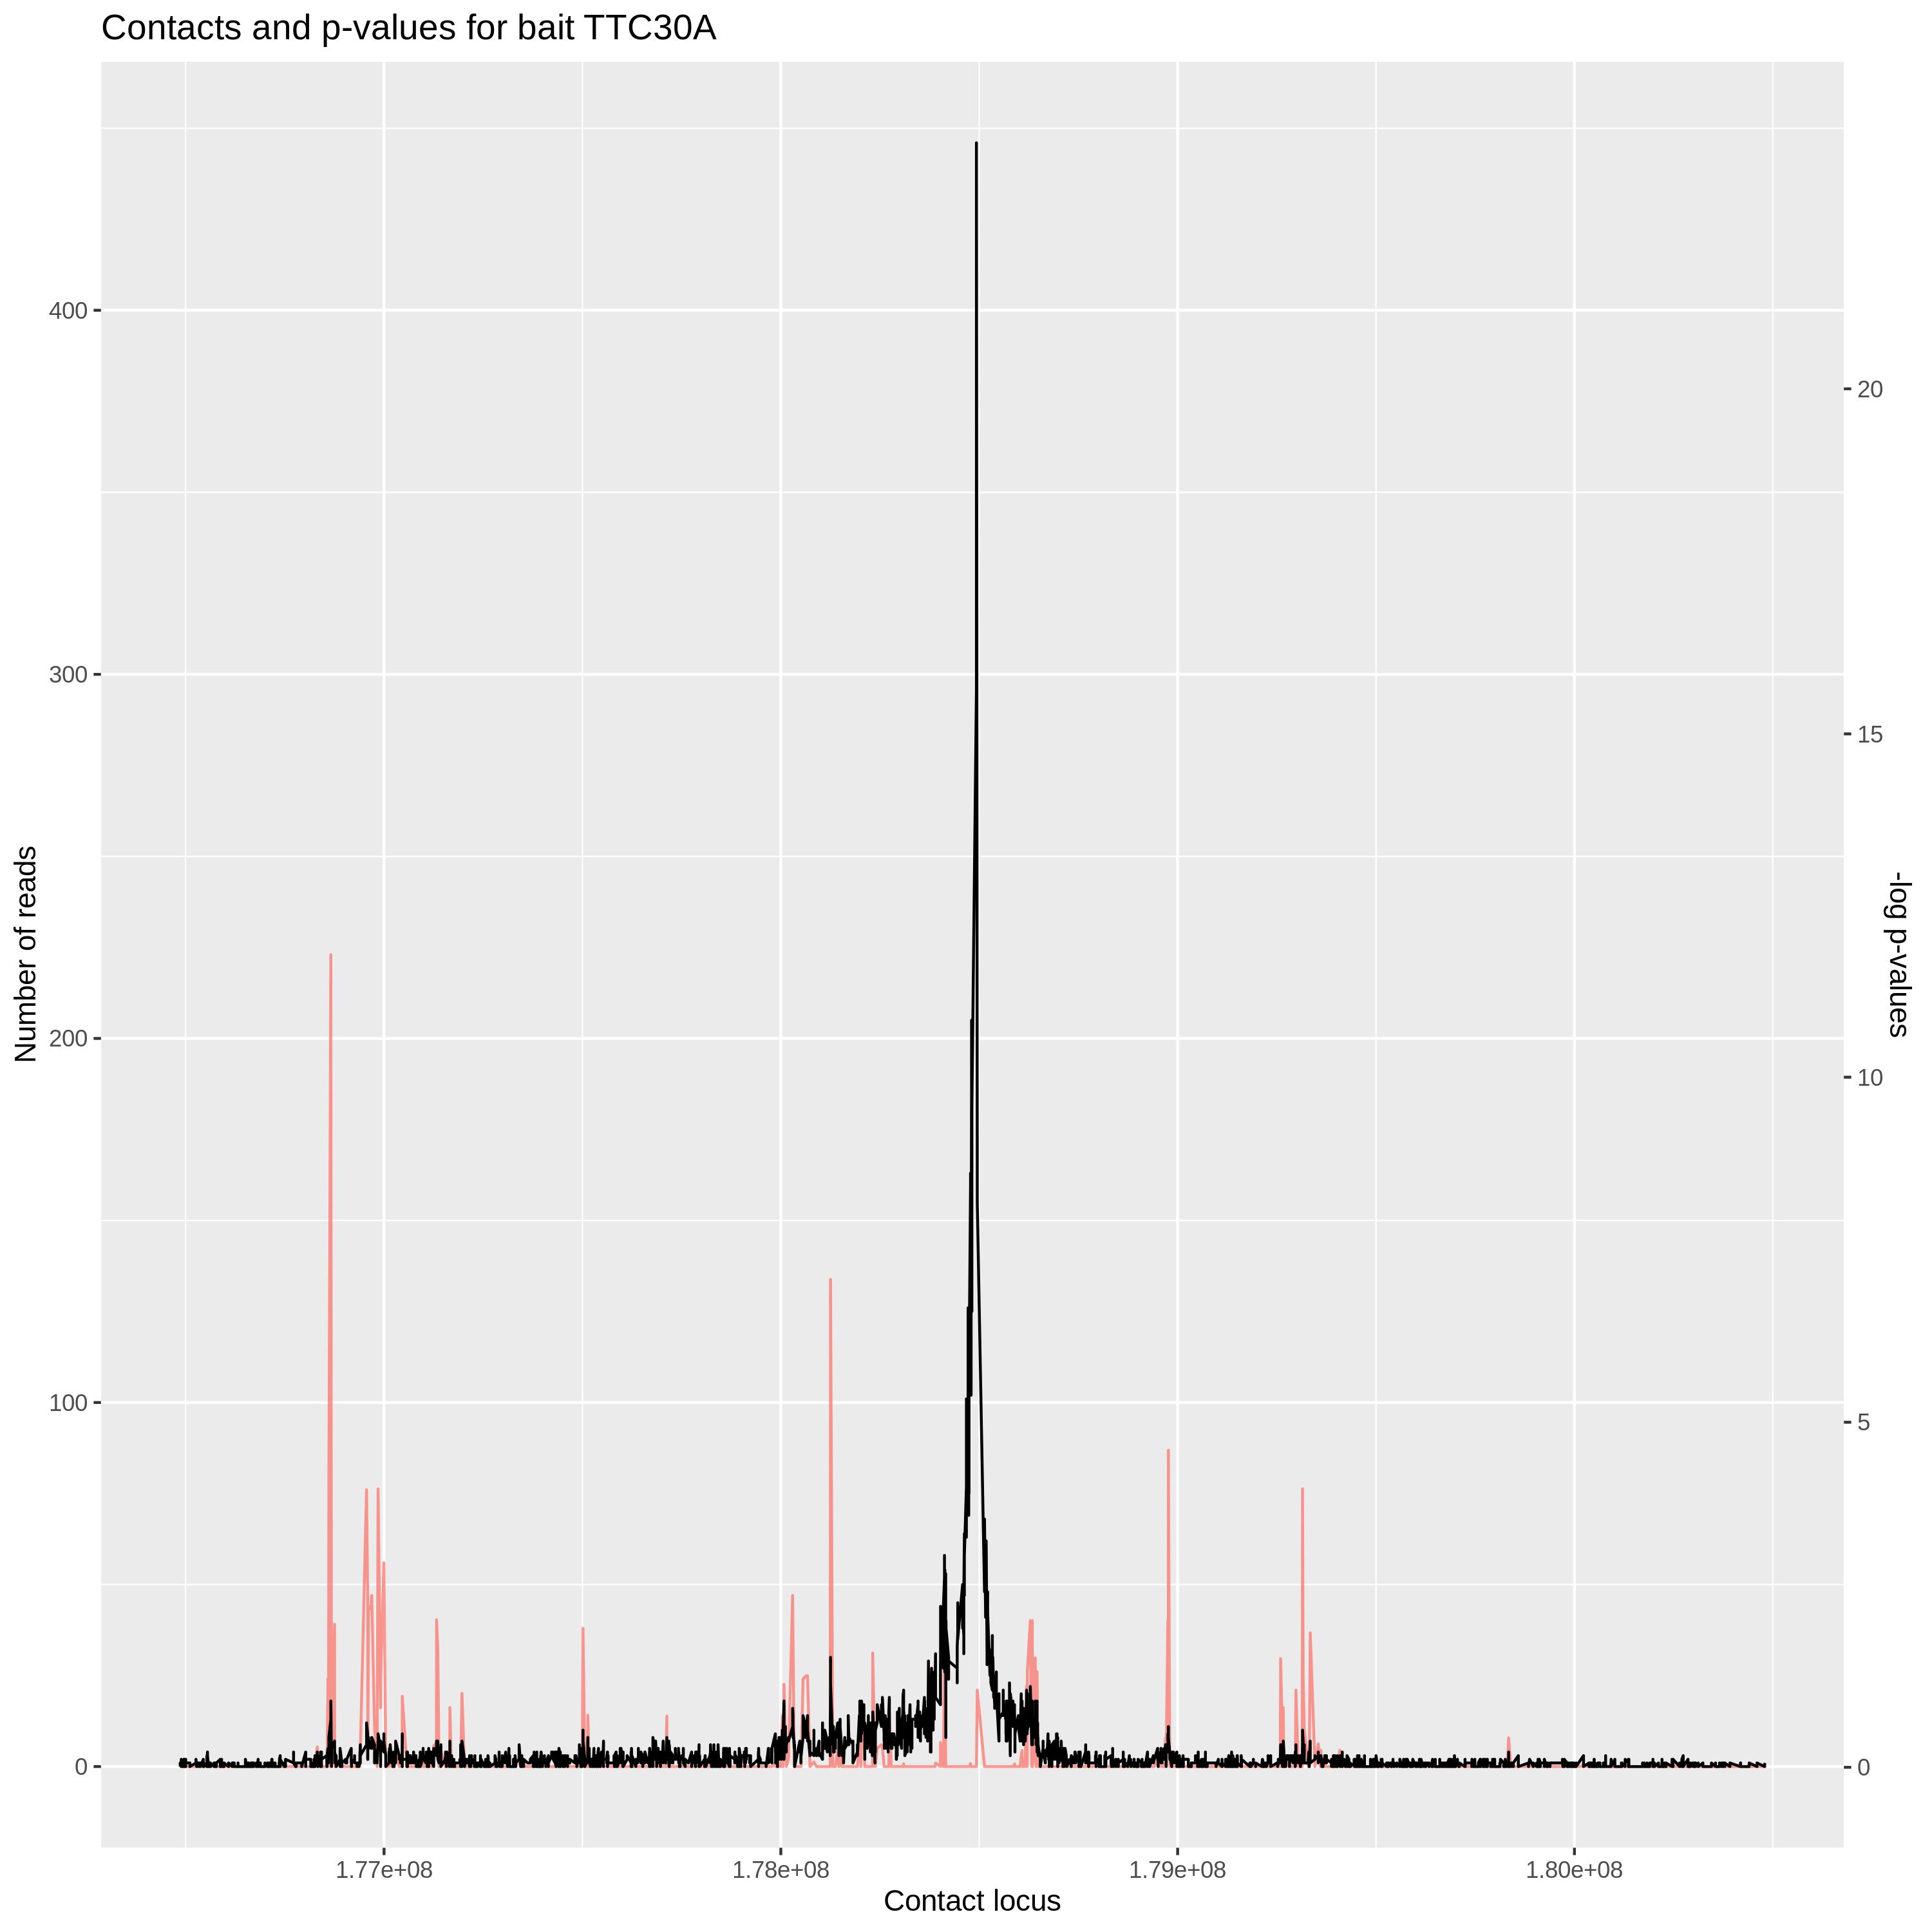 Contacts and p-values for bait TTC30A
Number of reads
400
300
200
100
0
20
15
10
5
0
-log p-values
1.77e+08
1.78e+08
1.79e+08
1.80e+08
Contact locus